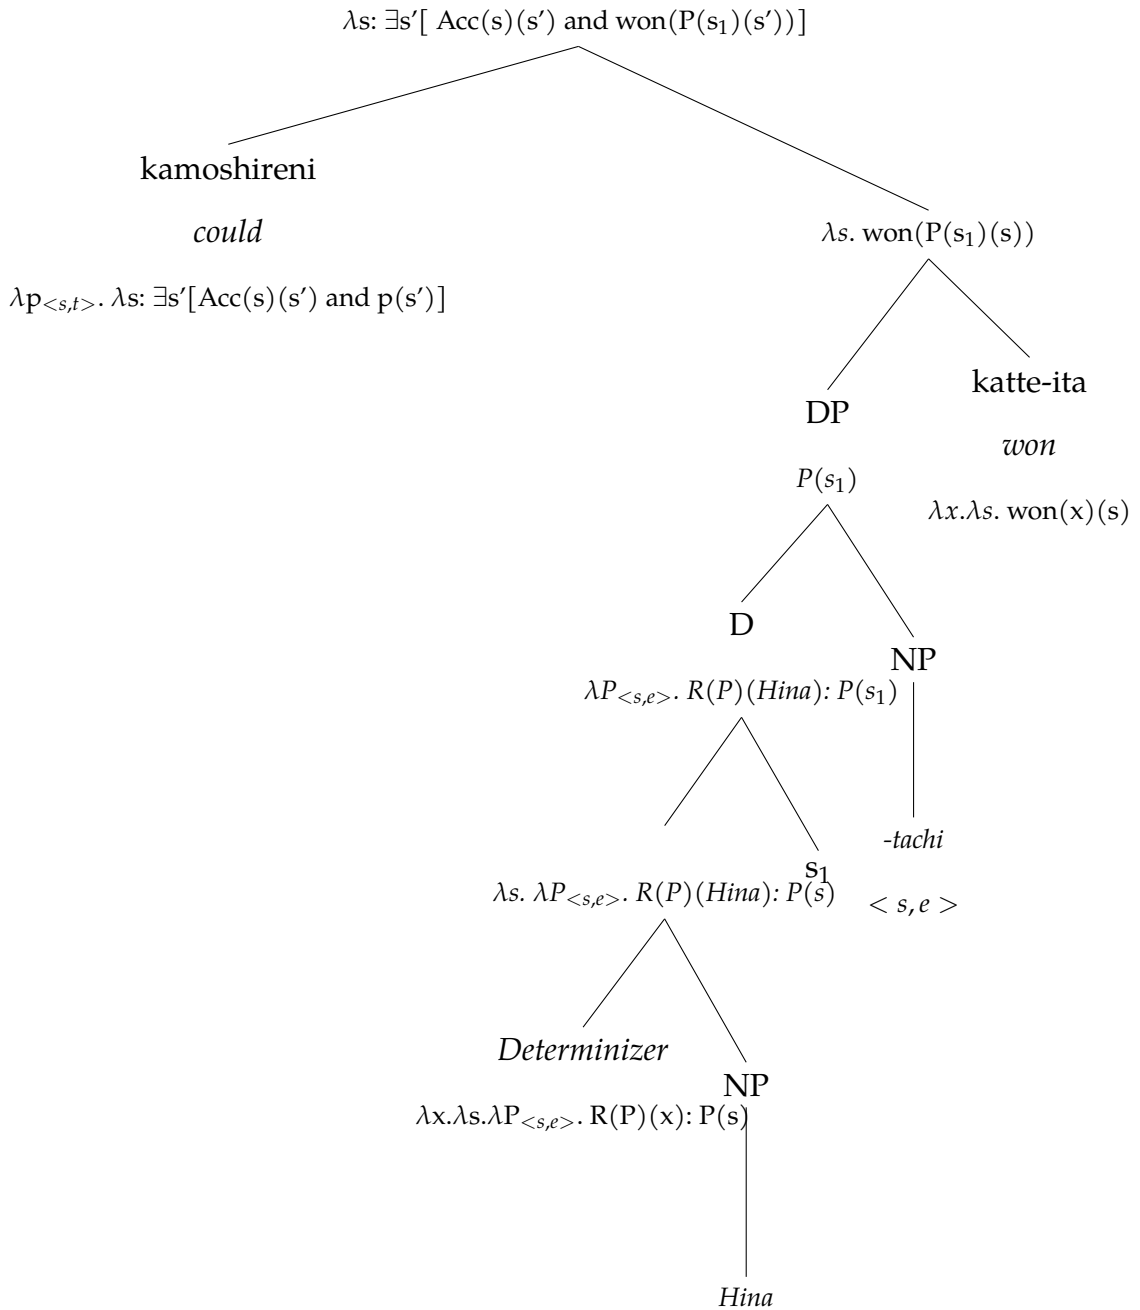 λs: ∃s′[ Acc(s)(s′) and won(P(s₁)(s′))]
kamoshireni
could
λp<s,t>. λs: ∃s′[Acc(s)(s′) and p(s′]
λs. won(P(s₁)(s))
DP
P(s₁)
katte-ita
won
λx.λs. won(x)(s)
D
λP<s,e>. R(P)(Hina): P(s₁)
NP
-tachi
< s, e >
s₁
λs. λP<s,e>. R(P)(Hina): P(s)
Determinizer
λx.λs.λP<s,e>. R(P)(x): P(s)
NP
Hina